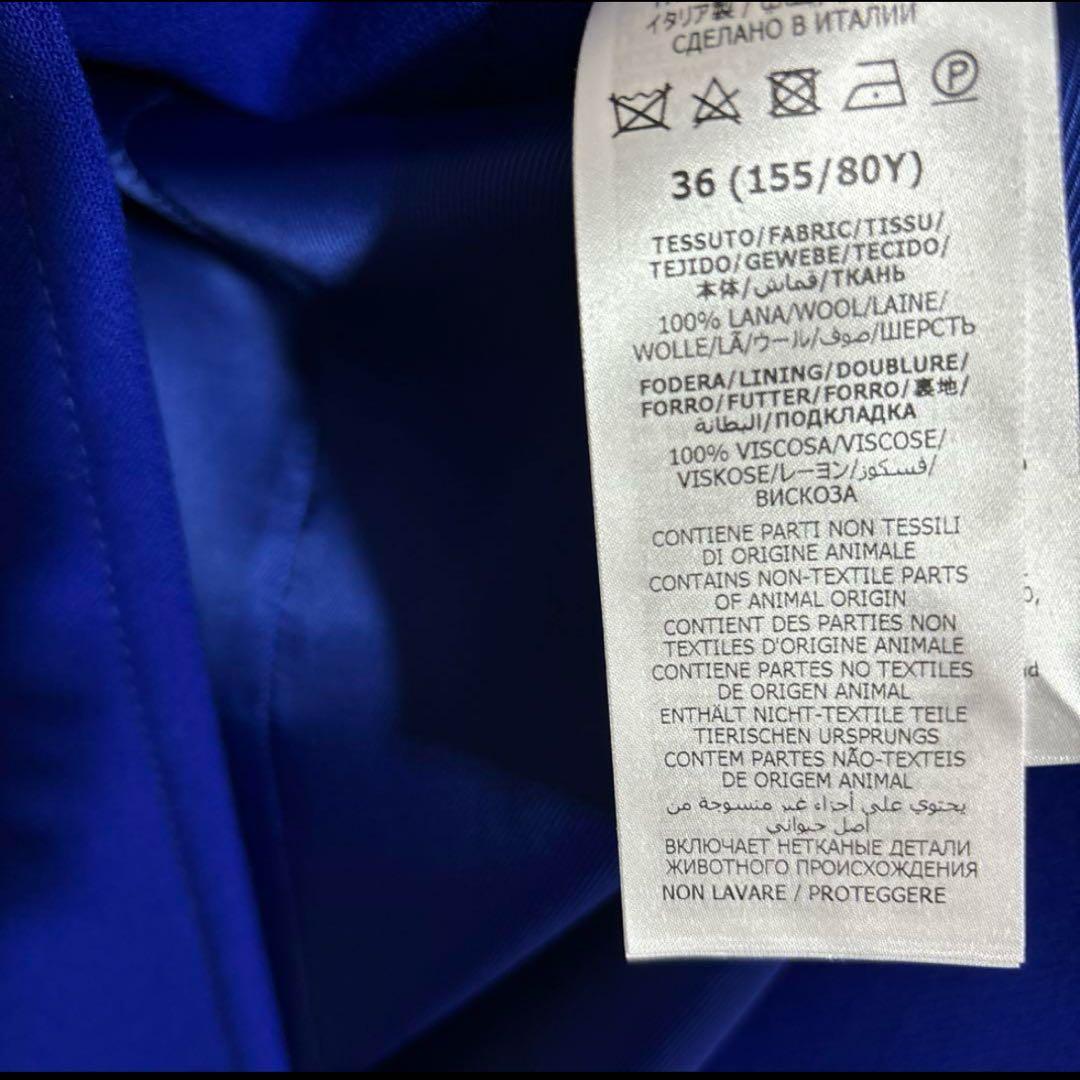 イタリア製 /
СДЕЛАНО В ИТАЛИИ
P
36 (155/80Y)
TESSUTO/FABRIC/TISSU/
TEJIDO/GEWEBE/TECIDO/
本体/قماش/ТКАНЬ
100% LANA/WOOL/LAINE/
WOLLE/LÃ/ウール/صوف/ШЕРСТЬ
FODERA/LINING/DOUBLURE/
FORRO/FUTTER/FORRO/裏地/
البطانة/ПОДКЛАДКА
100% VISCOSA/VISCOSE/
VISKOSE/レーヨン/فسكوز/
ВИСКОЗА
CONTIENE PARTI NON TESSILI
DI ORIGINE ANIMALE
CONTAINS NON-TEXTILE PARTS
OF ANIMAL ORIGIN
CONTIENT DES PARTIES NON
TEXTILES D'ORIGINE ANIMALE
CONTIENE PARTES NO TEXTILES
DE ORIGEN ANIMAL
ENTHÄLT NICHT-TEXTILE TEILE
TIERISCHEN URSPRUNGS
CONTEM PARTES NÃO-TEXTEIS
DE ORIGEM ANIMAL
يحتوي على أجزاء غير منسوجة من
أصل حيواني
ВКЛЮЧАЕТ НЕТКАНЫЕ ДЕТАЛИ
ЖИВОТНОГО ПРОИСХОЖДЕНИЯ
NON LAVARE / PROTEGGERE